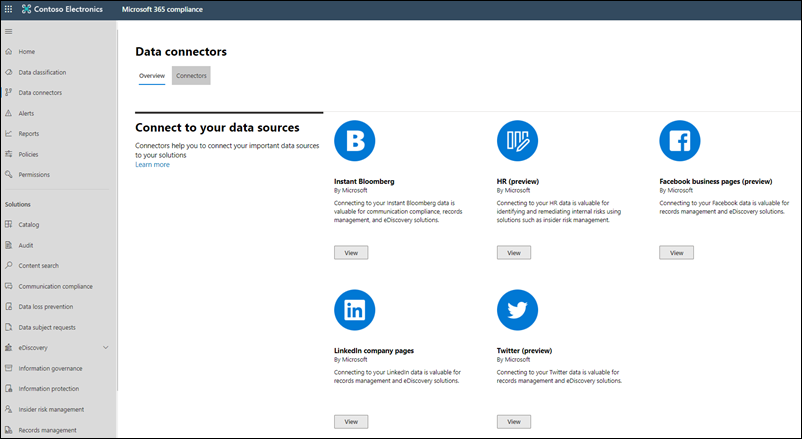 Contoso Electronics
Microsoft 365 compliance
Home
Data classification
Data connectors
Alerts
Reports
Policies
Permissions
Solutions
Catalog
Audit
Content search
Communication compliance
Data loss prevention
Data subject requests
eDiscovery
Information governance
Information protection
Insider risk management
Records management
Data connectors
Overview
Connectors
Connect to your data sources
Connectors help you to connect your important data sources
to your solutions
Learn more
B
Instant Bloomberg
By Microsoft
Connecting to your Instant Bloomberg data is
valuable for communication compliance, records
management, and eDiscovery solutions.
View
HR (preview)
By Microsoft
Connecting to your HR data is valuable for
identifying and remediating internal risks using
solutions such as insider risk management.
View
Facebook business pages (preview)
By Microsoft
Connecting to your Facebook data is valuable for
records management and eDiscovery solutions.
View
in
LinkedIn company pages
By Microsoft
Connecting to your LinkedIn data is valuable for
records management and eDiscovery solutions.
View
Twitter (preview)
By Microsoft
Connecting to your Twitter data is valuable for
records management and eDiscovery solutions.
View